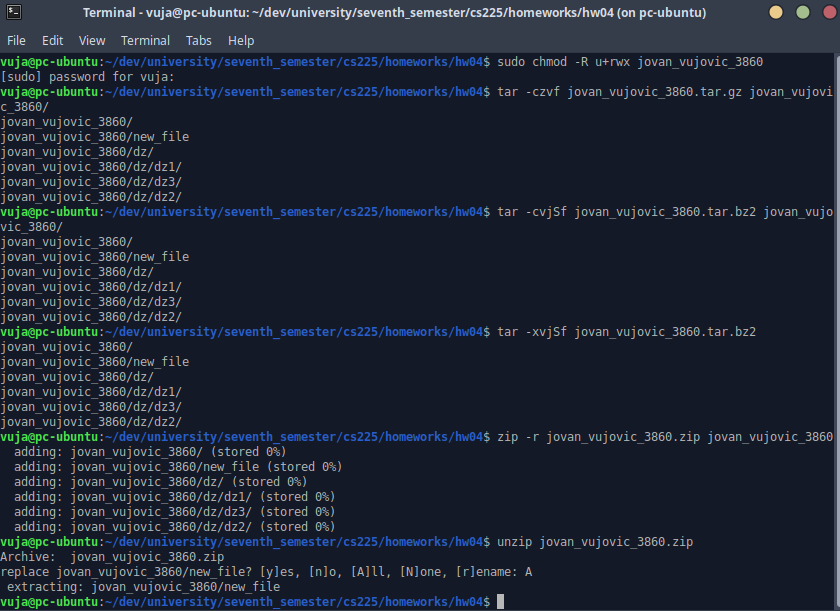 Terminal - vuja@pc-ubuntu: ~/dev/university/seventh_semester/cs225/homeworks/hw04 (on pc-ubuntu)
File Edit View Terminal Tabs Help
vuja@pc-ubuntu:~/dev/university/seventh_semester/cs225/homeworks/hw04$ sudo chmod -R u+rwx jovan_vujovic_3860
[sudo] password for vuja:
vuja@pc-ubuntu:~/dev/university/seventh_semester/cs225/homeworks/hw04$ tar -czvf jovan_vujovic_3860.tar.gz jovan_vujovi
c_3860/
jovan_vujovic_3860/
jovan_vujovic_3860/new_file
jovan_vujovic_3860/dz/
jovan_vujovic_3860/dz/dz1/
jovan_vujovic_3860/dz/dz3/
jovan_vujovic_3860/dz/dz2/
vuja@pc-ubuntu:~/dev/university/seventh_semester/cs225/homeworks/hw04$ tar -cvjSf jovan_vujovic_3860.tar.bz2 jovan_vujo
vic_3860/
jovan_vujovic_3860/
jovan_vujovic_3860/new_file
jovan_vujovic_3860/dz/
jovan_vujovic_3860/dz/dz1/
jovan_vujovic_3860/dz/dz3/
jovan_vujovic_3860/dz/dz2/
vuja@pc-ubuntu:~/dev/university/seventh_semester/cs225/homeworks/hw04$ tar -xvjSf jovan_vujovic_3860.tar.bz2
jovan_vujovic_3860/
jovan_vujovic_3860/new_file
jovan_vujovic_3860/dz/
jovan_vujovic_3860/dz/dz1/
jovan_vujovic_3860/dz/dz3/
jovan_vujovic_3860/dz/dz2/
vuja@pc-ubuntu:~/dev/university/seventh_semester/cs225/homeworks/hw04$ zip -r jovan_vujovic_3860.zip jovan_vujovic_3860
  adding: jovan_vujovic_3860/ (stored 0%)
  adding: jovan_vujovic_3860/new_file (stored 0%)
  adding: jovan_vujovic_3860/dz/ (stored 0%)
  adding: jovan_vujovic_3860/dz/dz1/ (stored 0%)
  adding: jovan_vujovic_3860/dz/dz3/ (stored 0%)
  adding: jovan_vujovic_3860/dz/dz2/ (stored 0%)
vuja@pc-ubuntu:~/dev/university/seventh_semester/cs225/homeworks/hw04$ unzip jovan_vujovic_3860.zip
Archive:  jovan_vujovic_3860.zip
replace jovan_vujovic_3860/new_file? [y]es, [n]o, [A]ll, [N]one, [r]ename: A
 extracting: jovan_vujovic_3860/new_file
vuja@pc-ubuntu:~/dev/university/seventh_semester/cs225/homeworks/hw04$